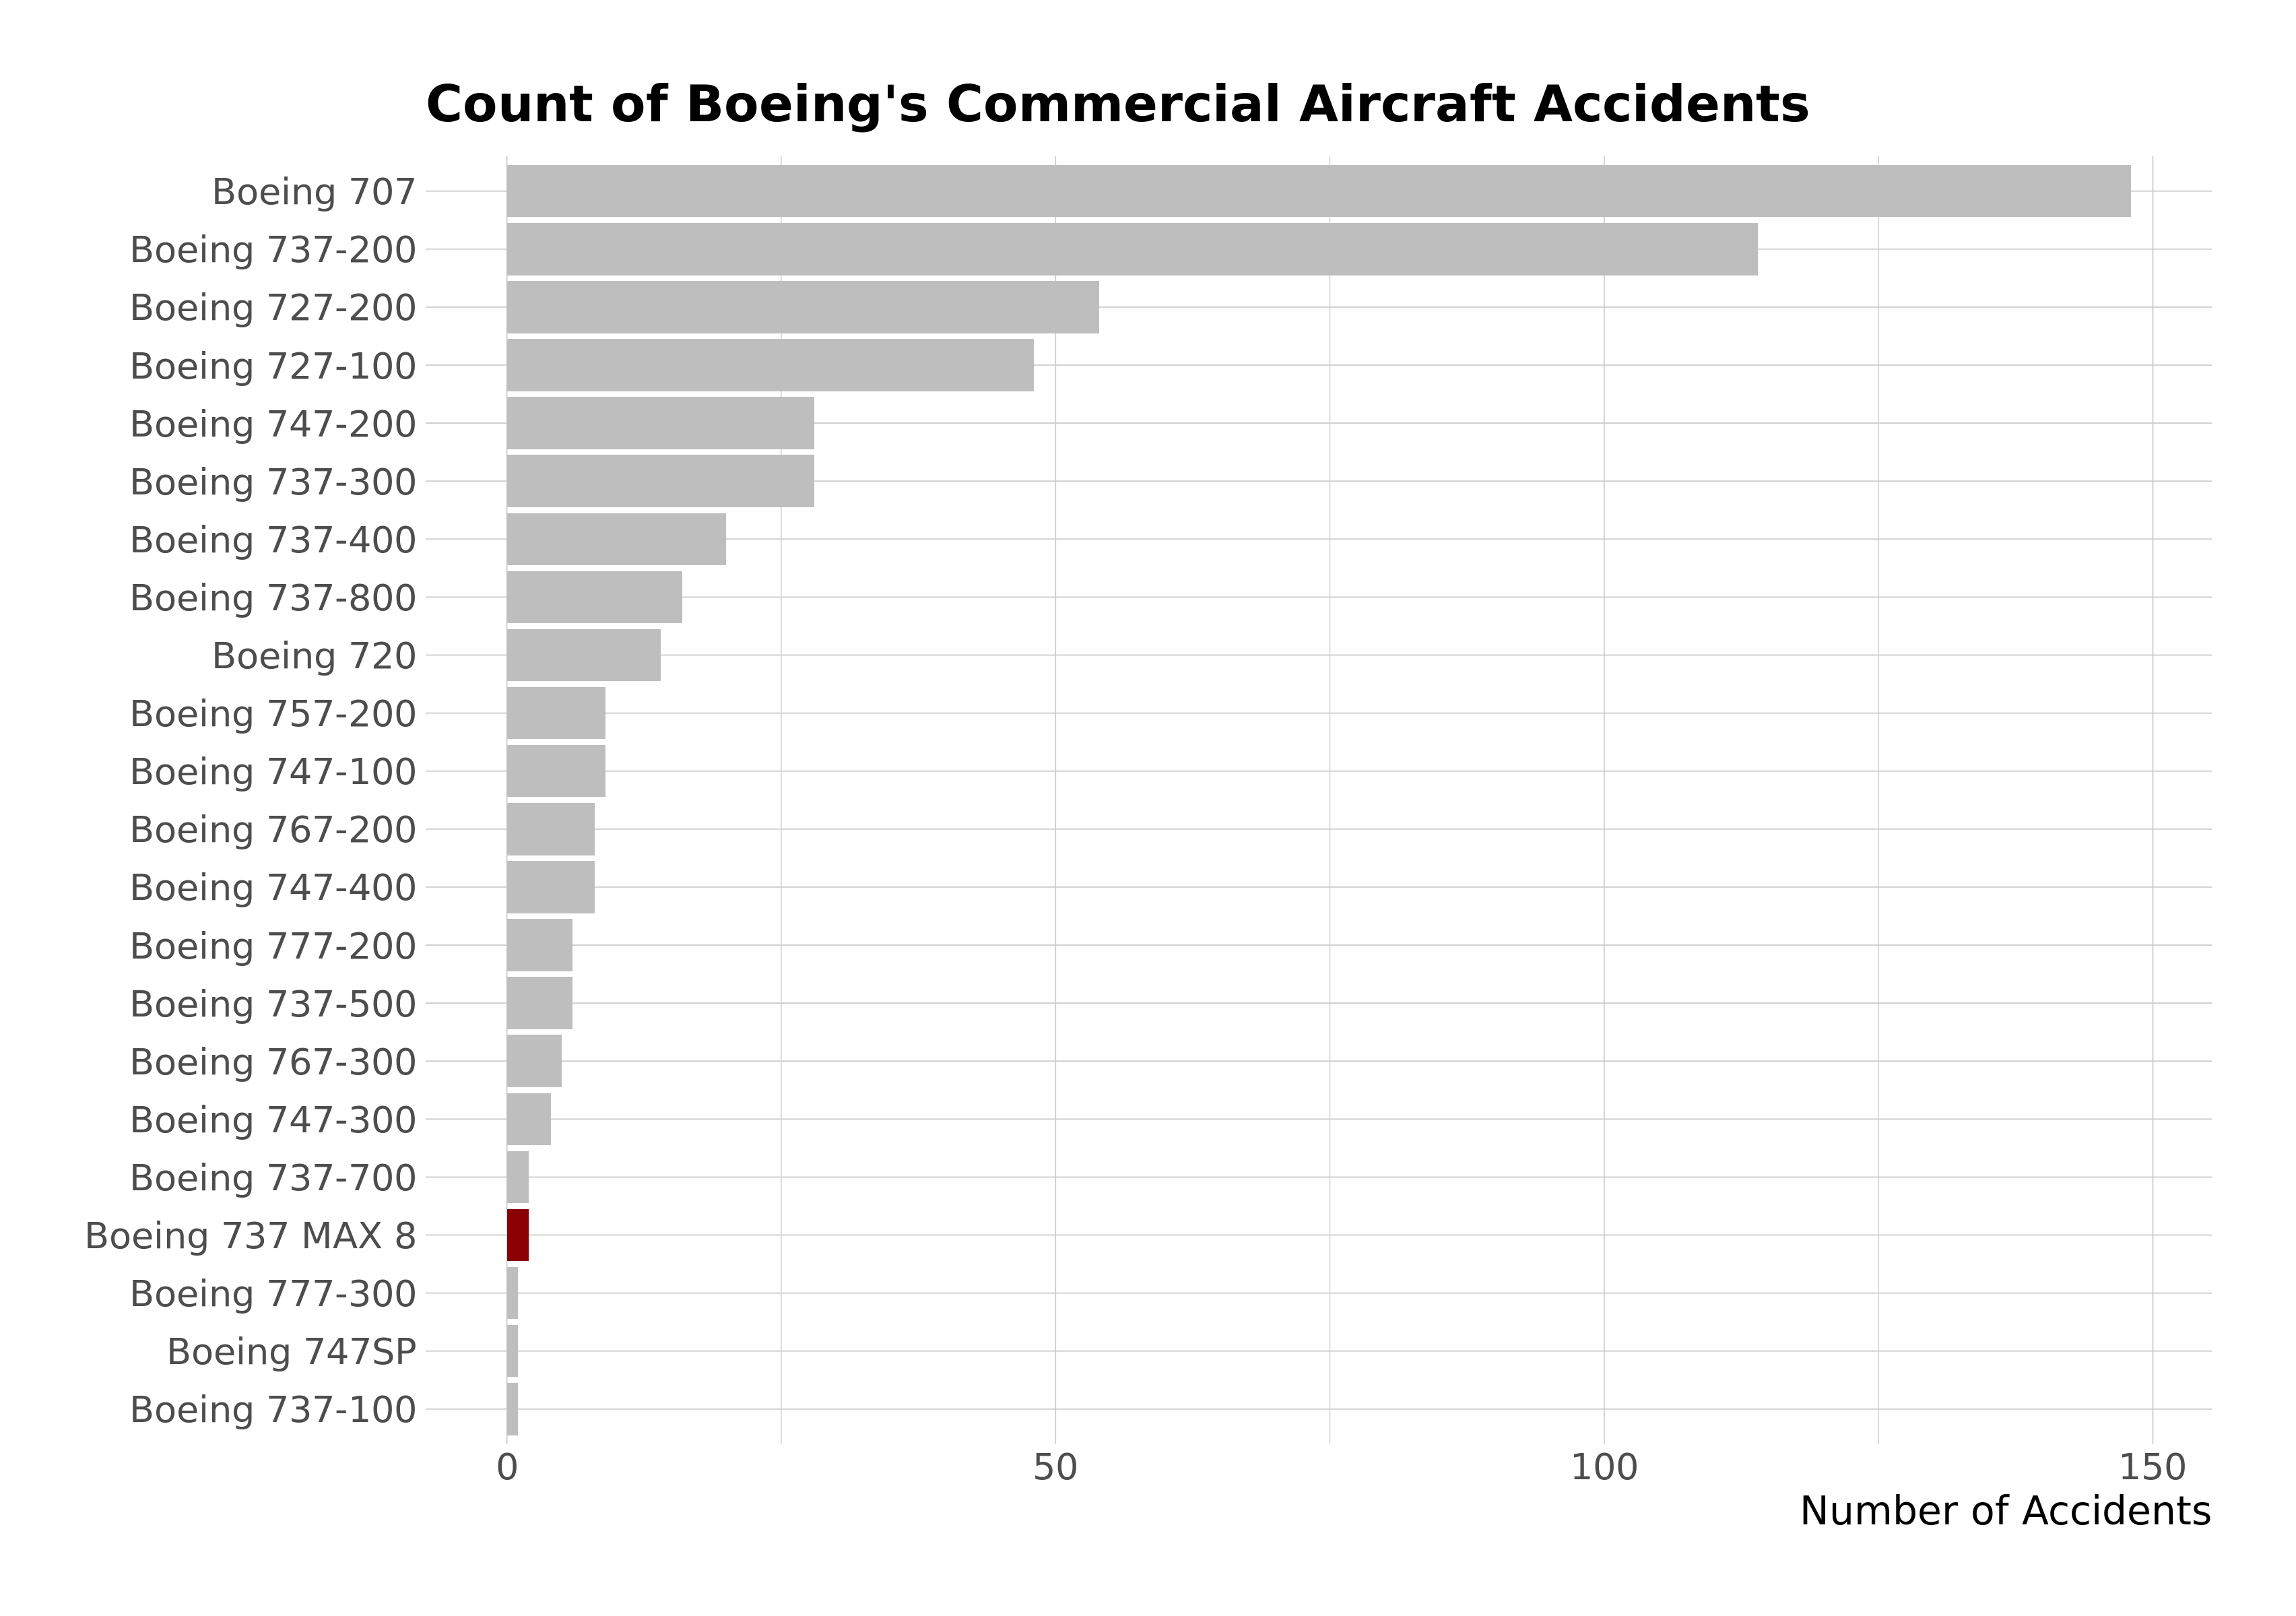 Count of Boeing's Commercial Aircraft Accidents
Boeing 707
Boeing 737-200
Boeing 727-200
Boeing 727-100
Boeing 747-200
Boeing 737-300
Boeing 737-400
Boeing 737-800
Boeing 720
Boeing 757-200
Boeing 747-100
Boeing 767-200
Boeing 747-400
Boeing 777-200
Boeing 737-500
Boeing 767-300
Boeing 747-300
Boeing 737-700
Boeing 737 MAX 8
Boeing 777-300
Boeing 747SP
Boeing 737-100
0 50 100 150
Number of Accidents